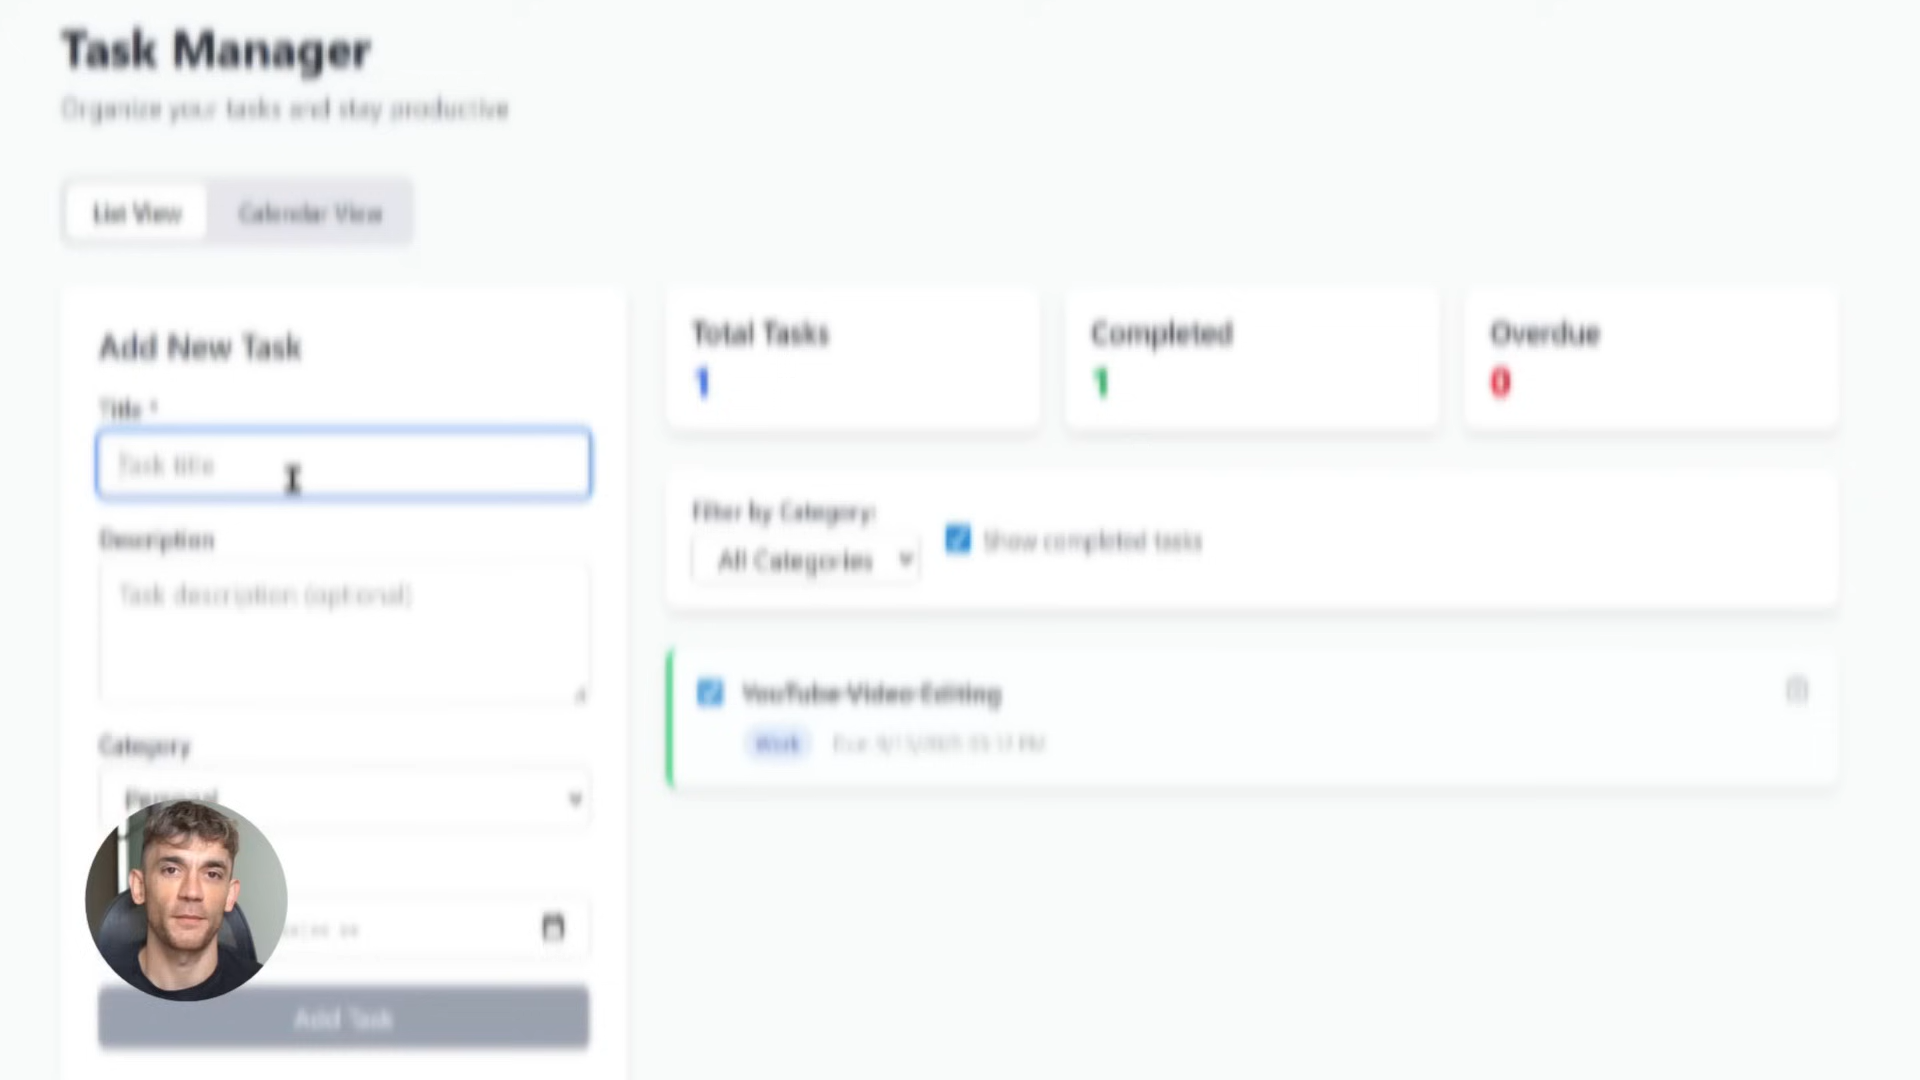 Task Manager
Organize your tasks and stay productive
List View
Calendar View
Add New Task
Title *
Task title
Description
Task description (optional)
Category
Personal
Add Task
Total Tasks
1
Completed
1
Overdue
0
Filter by Category:
All Categories
Show completed tasks
YouTube Video Editing
Work
Due: